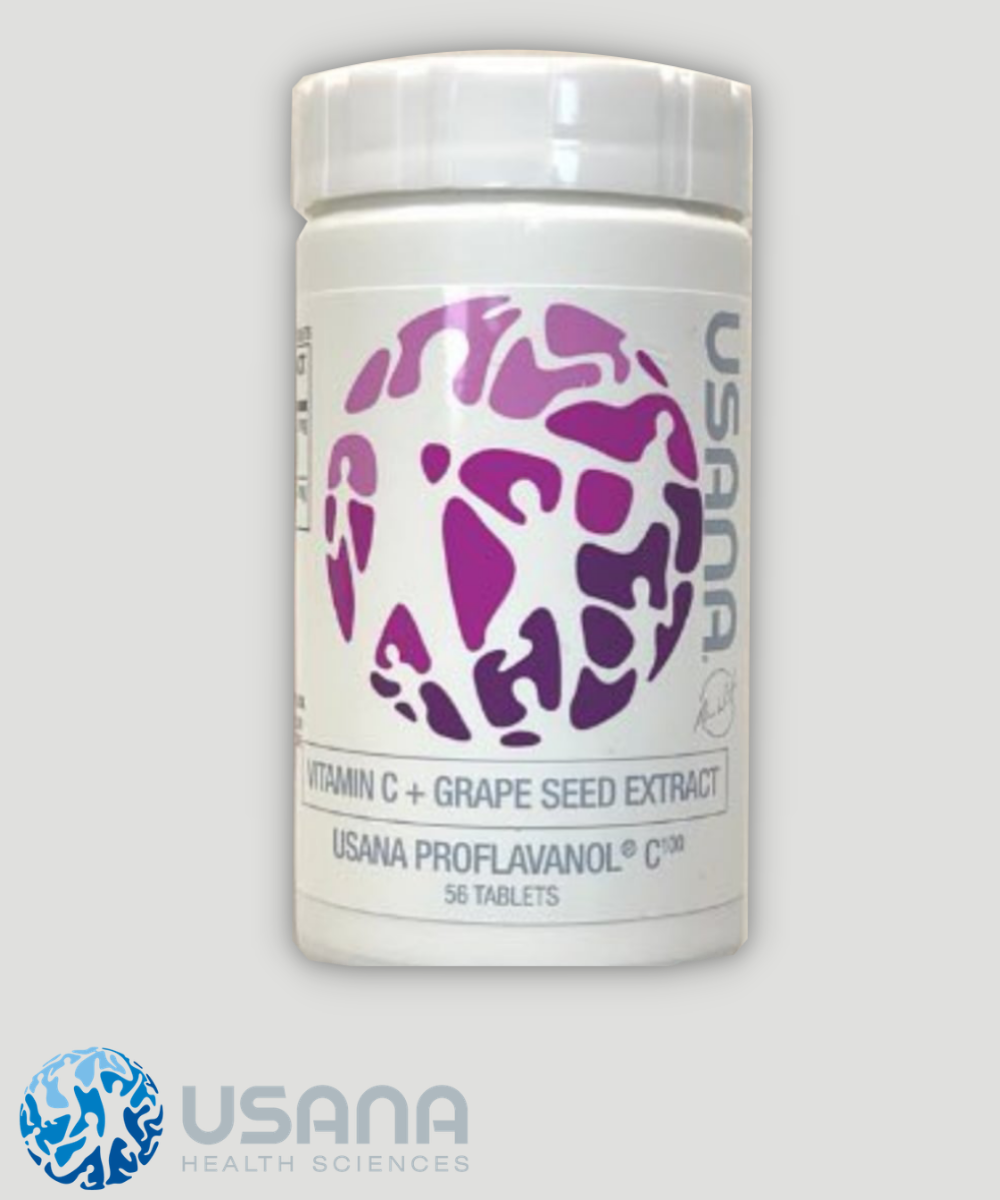 USANA
VITAMIN C + GRAPE SEED EXTRACT
USANA PROFLAVANOL® C¹⁰⁰
56 TABLETS
USANA
HEALTH SCIENCES